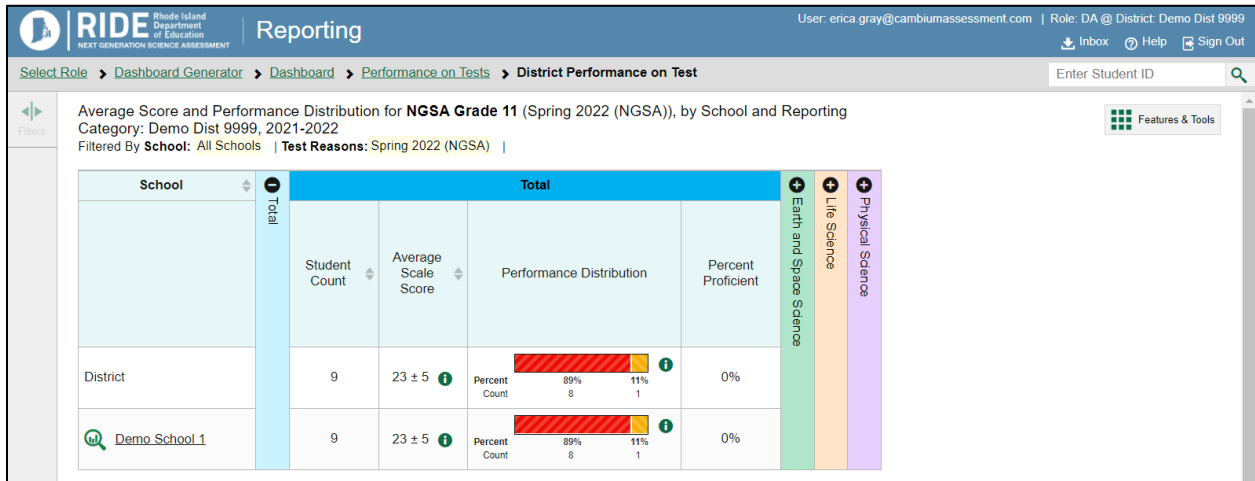 RIDE Rhode Island
Department
of Education
NEXT GENERATION SCIENCE ASSESSMENT
Reporting
User: erica.gray@cambiumassessment.com | Role: DA @ District: Demo Dist 9999
Inbox Help Sign Out
Select Role Dashboard Generator Dashboard Performance on Tests District Performance on Test
Enter Student ID
Filters
Average Score and Performance Distribution for NGSA Grade 11 (Spring 2022 (NGSA)), by School and Reporting
Category: Demo Dist 9999, 2021-2022
Filtered By School: All Schools | Test Reasons: Spring 2022 (NGSA) |
Features & Tools
School
Total
Total
Student
Count
Average
Scale
Score
Performance Distribution
Percent
Proficient
Earth and Space Science
Life Science
Physical Science
District 9 23 ± 5 0%
Percent 89% 11%
Count 8 1
Demo School 1 9 23 ± 5 0%
Percent 89% 11%
Count 8 1